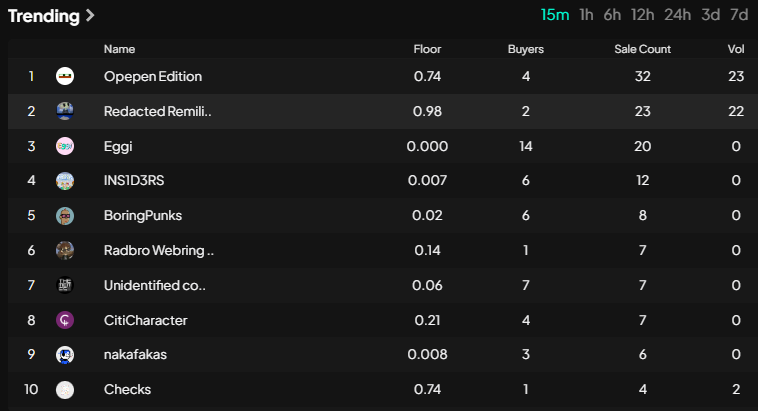 Trending > 15m 1h 6h 12h 24h 3d 7d
Name Floor Buyers Sale Count Vol
1 Opepen Edition 0.74 4 32 23
2 Redacted Remili.. 0.98 2 23 22
3 Eggi 0.000 14 20 0
4 INS1D3RS 0.007 6 12 0
5 BoringPunks 0.02 6 8 0
6 Radbro Webring .. 0.14 1 7 0
7 Unidentified co.. 0.06 7 7 0
8 CitiCharacter 0.21 4 7 0
9 nakafakas 0.008 3 6 0
10 Checks 0.74 1 4 2